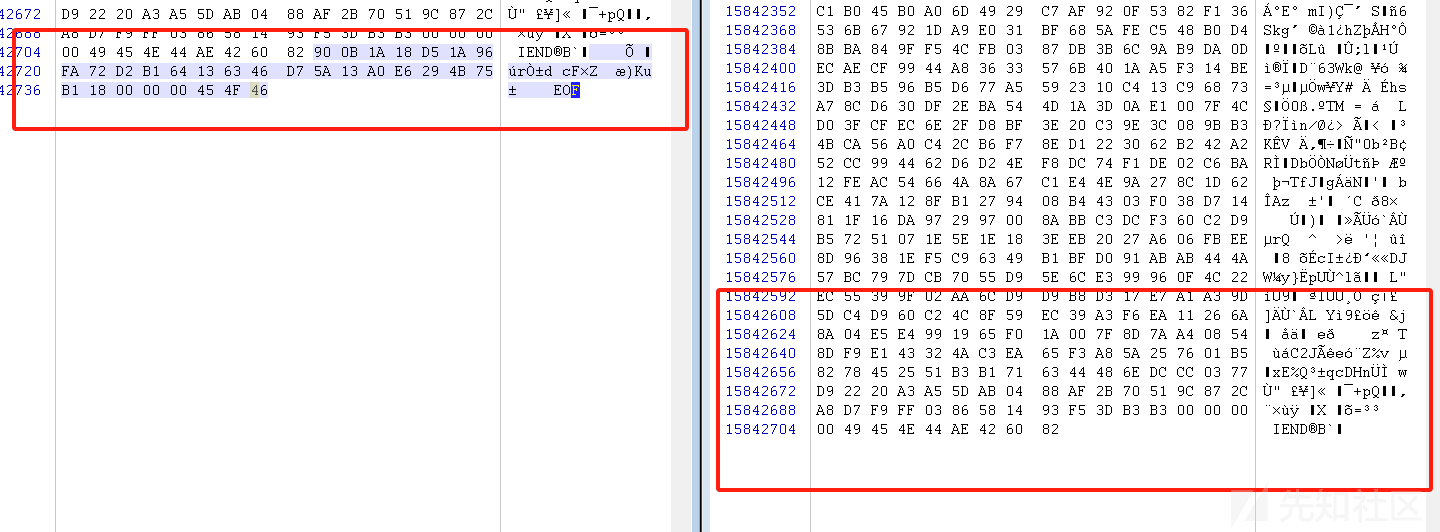 42672 D9 22 20 A3 A5 5D AB 04 88 AF 2B 70 51 9C 87 2C Ù" £¥]« ¯+pQ ,
42688 A8 D7 F9 FF 03 86 58 14 93 F5 3D B3 B3 00 00 00 ¨×ùÿ X õ=³³
42704 00 49 45 4E 44 AE 42 60 82 90 0B 1A 18 D5 1A 96 IEND®B` Õ
42720 FA 72 D2 B1 64 13 63 46 D7 5A 13 A0 E6 29 4B 75 úrÒ±d cF×Z æ)Ku
42736 B1 18 00 00 00 45 4F 46 ± EOF
15842352 C1 B0 45 B0 A0 6D 49 29 C7 AF 92 0F 53 82 F1 36 Á°E° mI)Ç¯ S ñ6
15842368 53 6B 67 92 1D A9 E0 31 BF 68 5A FE C5 48 B0 D4 Skg ©à1¿hZþÅH°Ô
15842384 8B BA 84 9F F5 4C FB 03 87 DB 3B 6C 9A B9 DA 0D º õLû Û;l ¹Ú
15842400 EC AE CF 99 44 A8 36 33 57 6B 40 1A A5 F3 14 BE ì®Ï D¨63Wk@ ¥ó ¾
15842416 3D B3 B5 96 B5 D6 77 A5 59 23 10 C4 13 C9 68 73 =³µ µÖw¥Y# Ä Éhs
15842432 A7 8C D6 30 DF 2E BA 54 4D 1A 3D 0A E1 00 7F 4C § Ö0ß.ºTM = á L
15842448 D0 3F CF EC 6E 2F D8 BF 3E 20 C3 9E 3C 08 9B B3 Ð?Ïìn/Ø¿> Ã < ³
15842464 4B CA 56 A0 C4 2C B6 F7 8E D1 22 30 62 B2 42 A2 KÊV Ä,¶÷ Ñ"0b²B¢
15842480 52 CC 99 44 62 D6 D2 4E F8 DC 74 F1 DE 02 C6 BA RÌ DbÖÒNøÜtñÞ Æº
15842496 12 FE AC 54 66 4A 8A 67 C1 E4 4E 9A 27 8C 1D 62 þ¬TfJ gÁäN ' b
15842512 CE 41 7A 12 8F B1 27 94 08 B4 43 03 F0 38 D7 14 ÎAz ±' ´C ð8×
15842528 81 1F 16 DA 97 29 97 00 8A BB C3 DC F3 60 C2 D9 Ú ) »ÃÜó`ÂÙ
15842544 B5 72 51 07 1E 5E 1E 18 3E EB 20 27 A6 06 FB EE µrQ ^ >ë '¦ ûî
15842560 8D 96 38 1E F5 C9 63 49 B1 BF D0 91 AB AB 44 4A 8 õÉcI±¿Ð ««DJ
15842576 57 BC 79 7D CB 70 55 D9 5E 6C E3 99 96 0F 4C 22 W¼y}ËpUÙ^lã L"
15842592 EC 55 39 9F 02 AA 6C D9 D9 B8 D3 17 E7 A1 A3 9D ìU9 ªlÙÙ¸Ó ç¡£
15842608 5D C4 D9 60 C2 4C 8F 59 EC 39 A3 F6 EA 11 26 6A ]ÄÙ`ÂL Yì9£öê &j
15842624 8A 04 E5 E4 99 19 65 F0 1A 00 7F 8D 7A A4 08 54 åä eð z¤ T
15842640 8D F9 E1 43 32 4A C3 EA 65 F3 A8 5A 25 76 01 B5 ùáC2JÃêeó¨Z%v µ
15842656 82 78 45 25 51 B3 B1 71 63 44 48 6E DC CC 03 77 xE%Q³±qcDHnÜÌ w
15842672 D9 22 20 A3 A5 5D AB 04 88 AF 2B 70 51 9C 87 2C Ù" £¥]« ¯+pQ ,
15842688 A8 D7 F9 FF 03 86 58 14 93 F5 3D B3 B3 00 00 00 ¨×ùÿ X õ=³³
15842704 00 49 45 4E 44 AE 42 60 82 IEND®B`
先知社区